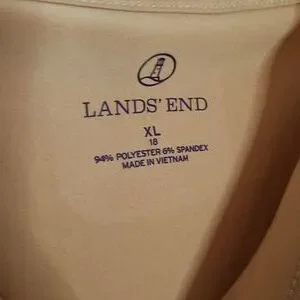 LANDS' END
XL
18
94% POLYESTER 6% SPANDEX
MADE IN VIETNAM